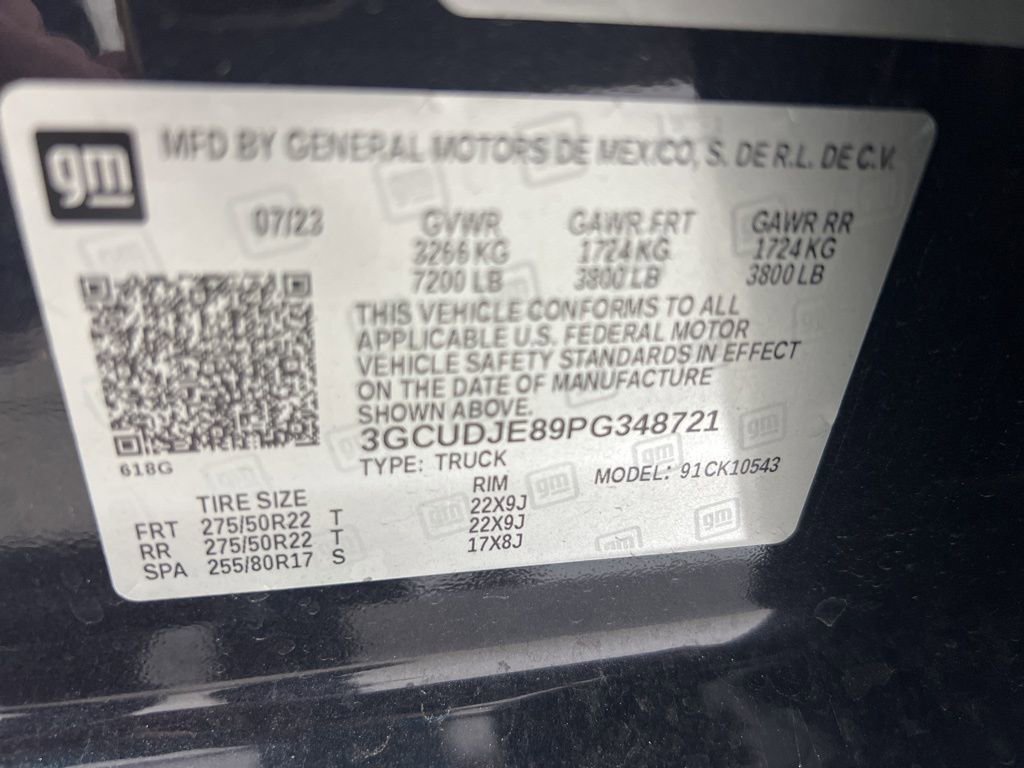 gm
MFD BY GENERAL MOTORS DE MEXICO, S. DE R.L. DE C.V.
07/23 GVWR GAWR FRT GAWR RR
3266 KG 1724 KG 1724 KG
7200 LB 3800 LB 3800 LB
THIS VEHICLE CONFORMS TO ALL
APPLICABLE U.S. FEDERAL MOTOR
VEHICLE SAFETY STANDARDS IN EFFECT
ON THE DATE OF MANUFACTURE
SHOWN ABOVE.
3GCUDJE89PG348721
618G
TYPE: TRUCK MODEL: 91CK10543
TIRE SIZE RIM
FRT 275/50R22 T 22X9J
RR 275/50R22 T 22X9J
SPA 255/80R17 S 17X8J